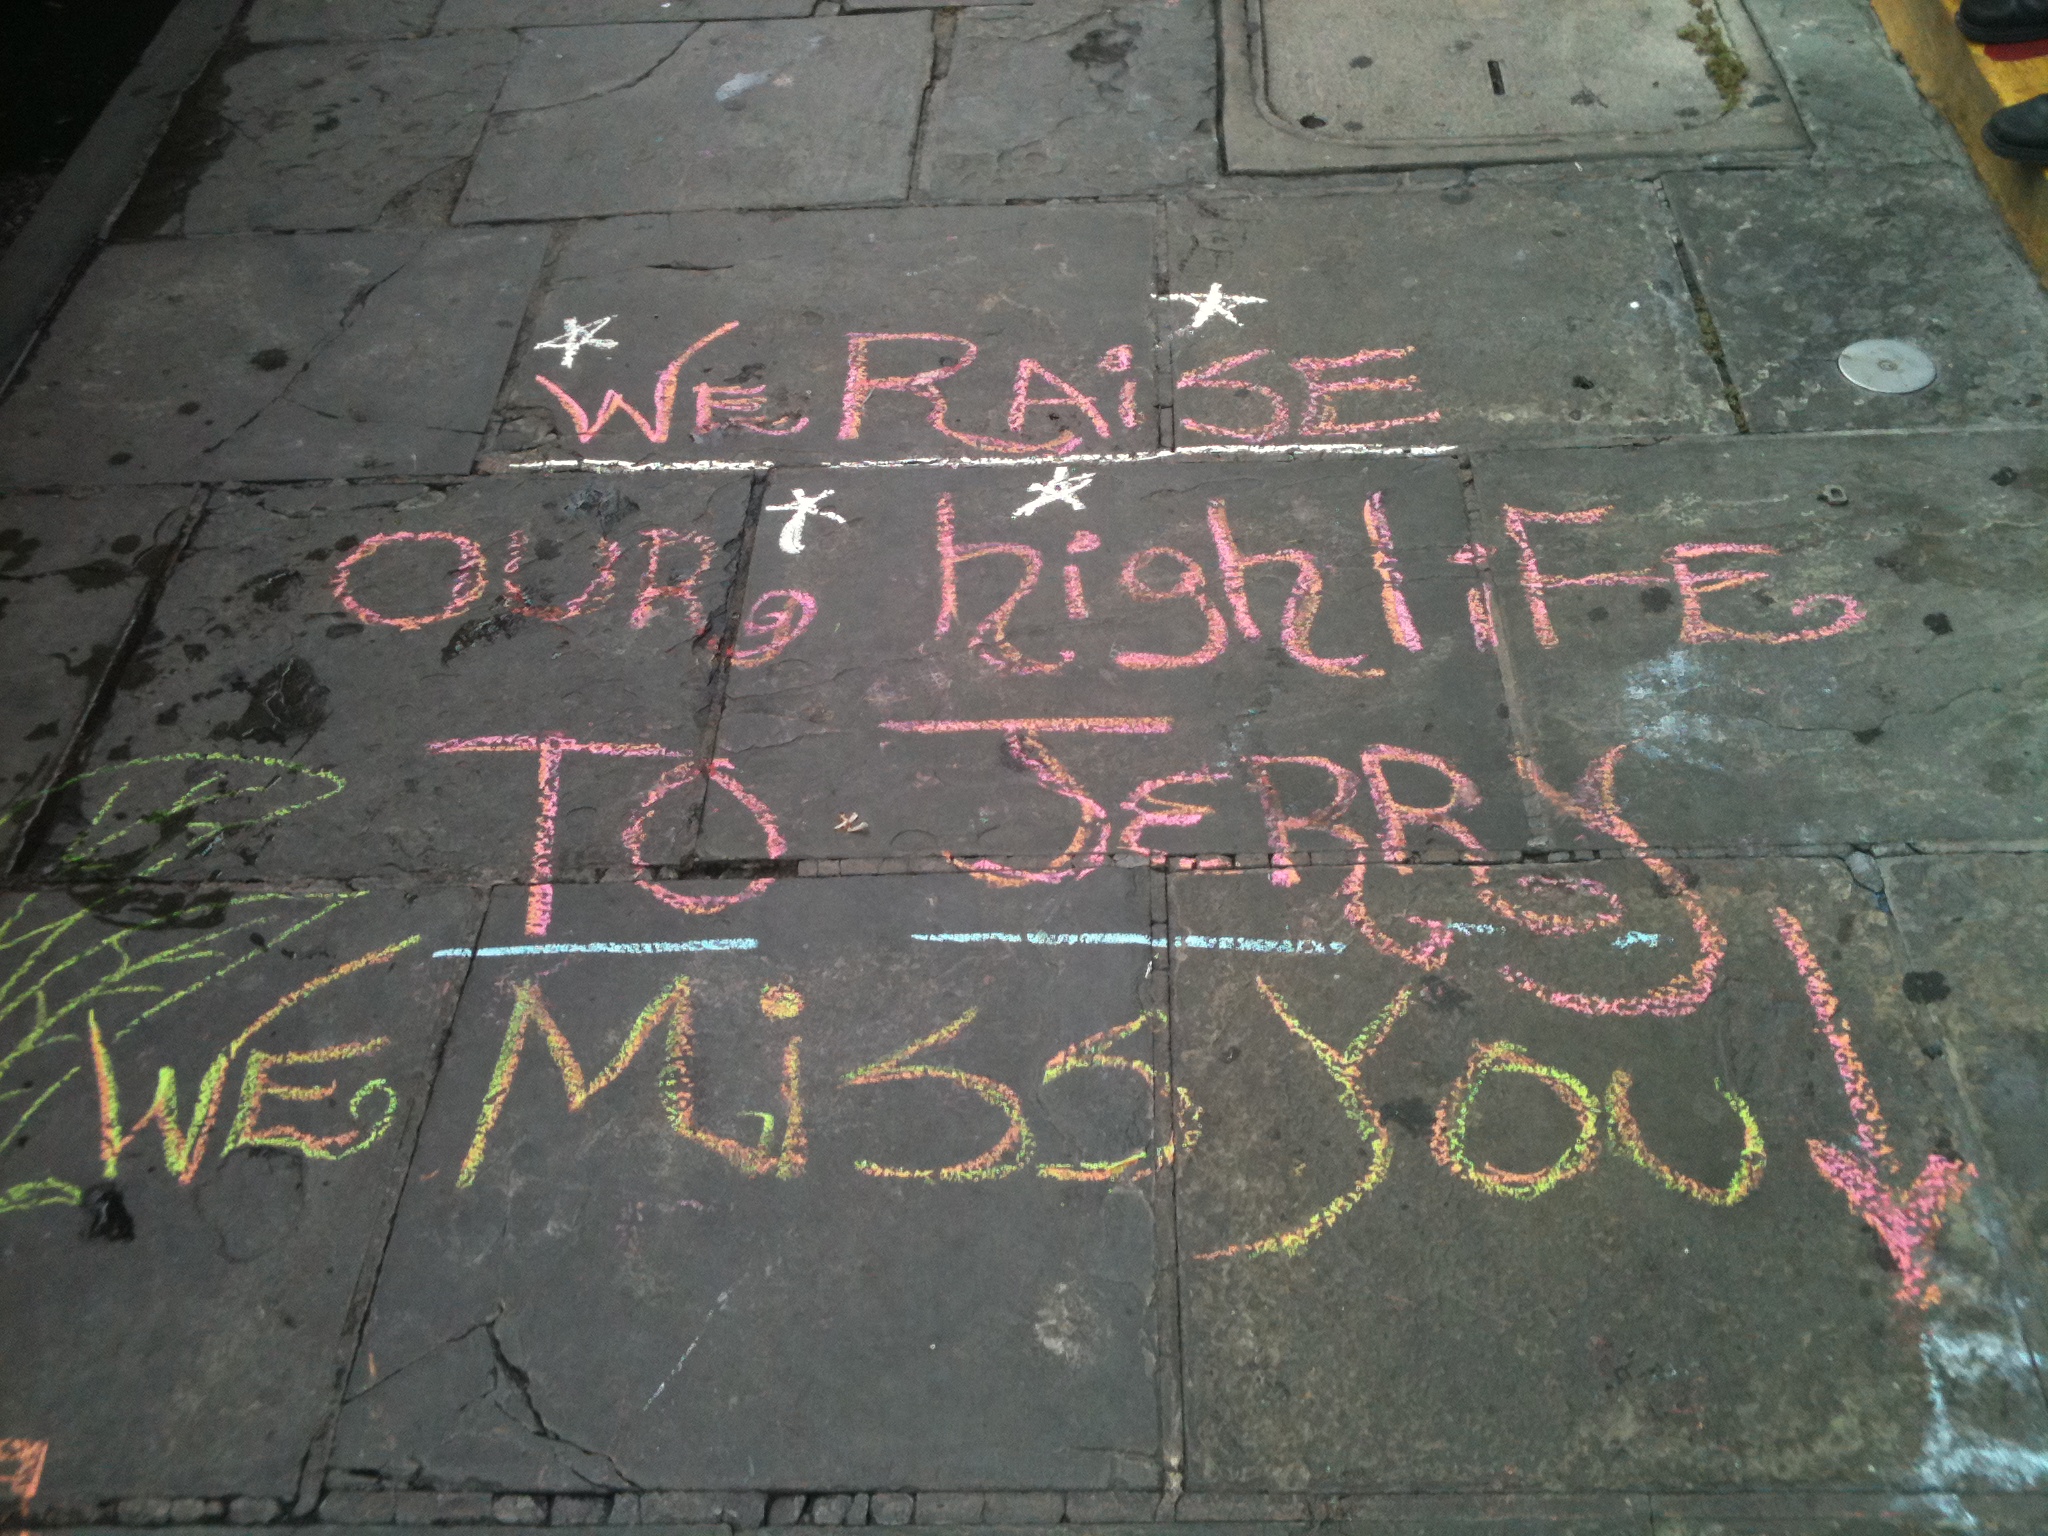 WE RAiSE
OUR highliFE
TO JERRY
WE MiSS YOU